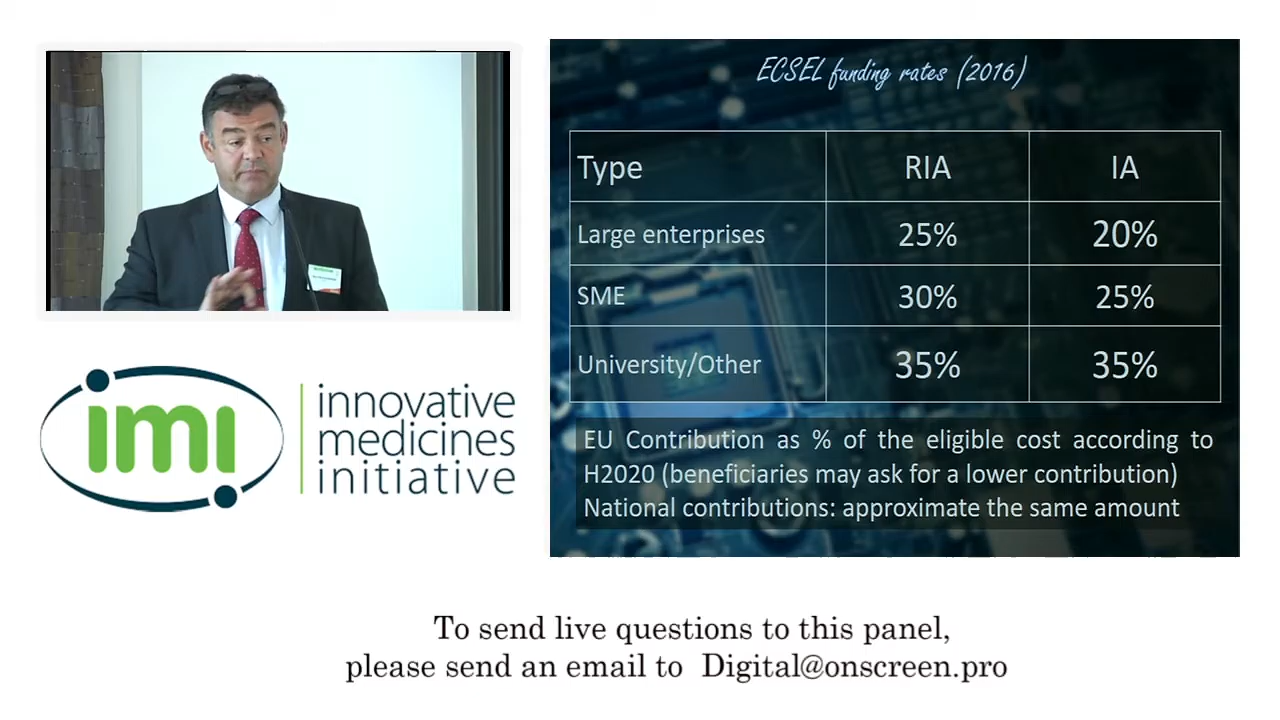 ECSEL funding rates (2016)
Type RIA IA
Large enterprises 25% 20%
SME 30% 25%
University/Other 35% 35%
EU Contribution as % of the eligible cost according to
H2020 (beneficiaries may ask for a lower contribution)
National contributions: approximate the same amount
imi
innovative
medicines
initiative
To send live questions to this panel,
please send an email to Digital@onscreen.pro